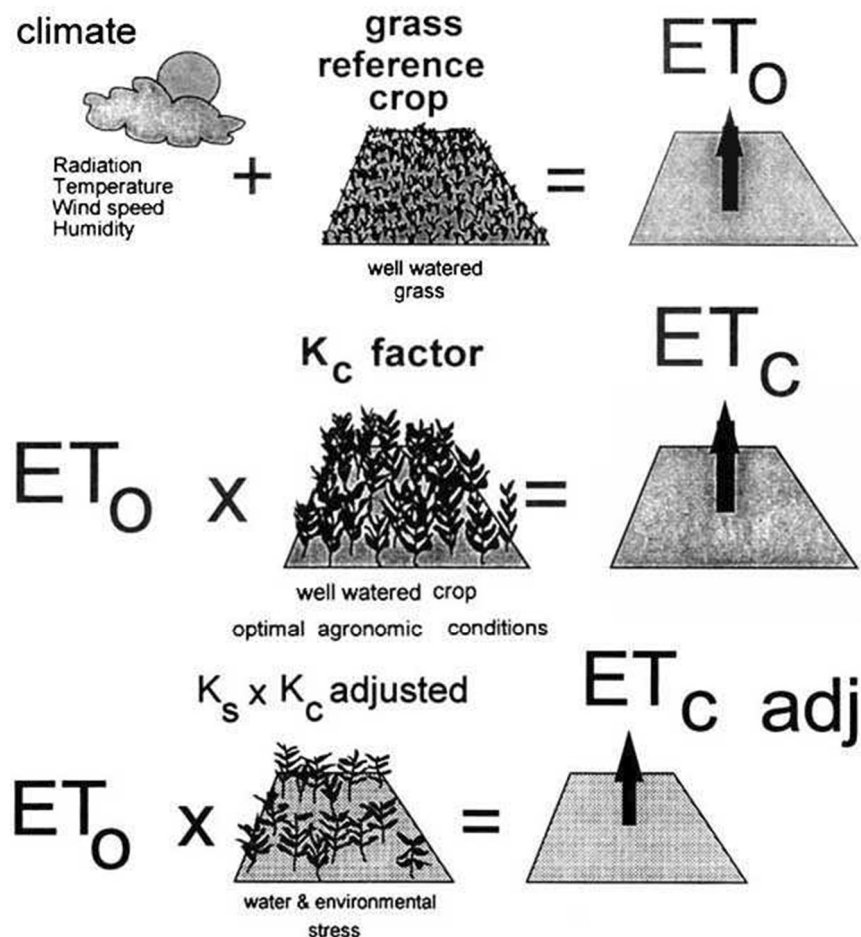 climate
grass
reference
crop
ETo
Radiation
Temperature
Wind speed
Humidity
+
=
well watered
grass
Kc factor
ETc
ETo
x
=
well watered crop
optimal agronomic conditions
Ks x Kc adjusted
ETc adj
ETo
x
=
water & environmental
stress